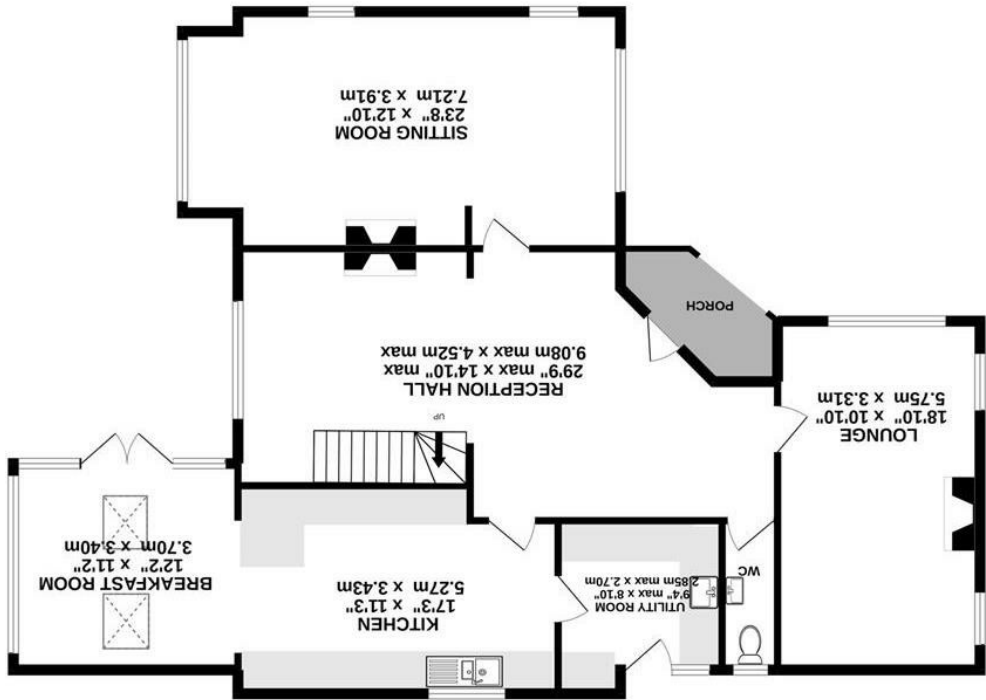 SITTING ROOM
23'8" x 12'10"
7.21m x 3.91m
PORCH
RECEPTION HALL
29'9" max x 14'10" max
9.08m max x 4.52m max
UP
LOUNGE
18'10" x 10'10"
5.75m x 3.31m
BREAKFAST ROOM
12'2" x 11'2"
3.70m x 3.40m
KITCHEN
17'3" x 11'3"
5.27m x 3.43m
UTILITY ROOM
9'4" max x 8'10"
2.85m max x 2.70m
WC